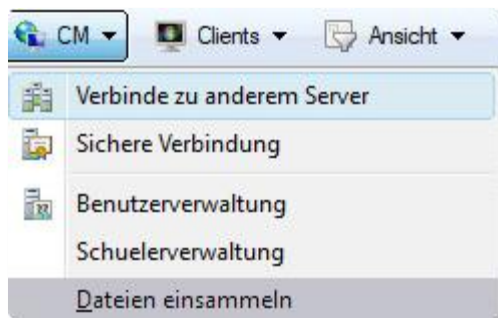 CM Clients Ansicht
Verbinde zu anderem Server
Sichere Verbindung
Benutzerverwaltung
Schuelerverwaltung
Dateien einsammeln